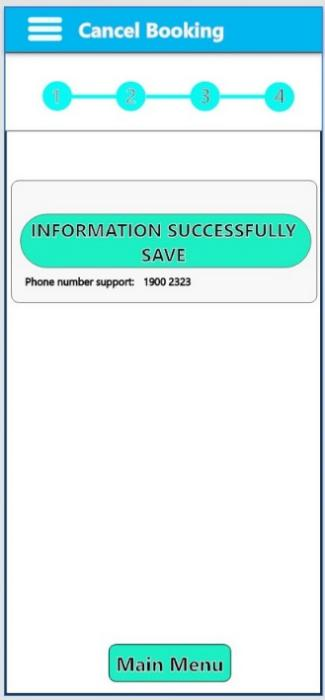 Cancel Booking
1 2 3 4
INFORMATION SUCCESSFULLY
SAVE
Phone number support: 1900 2323
Main Menu